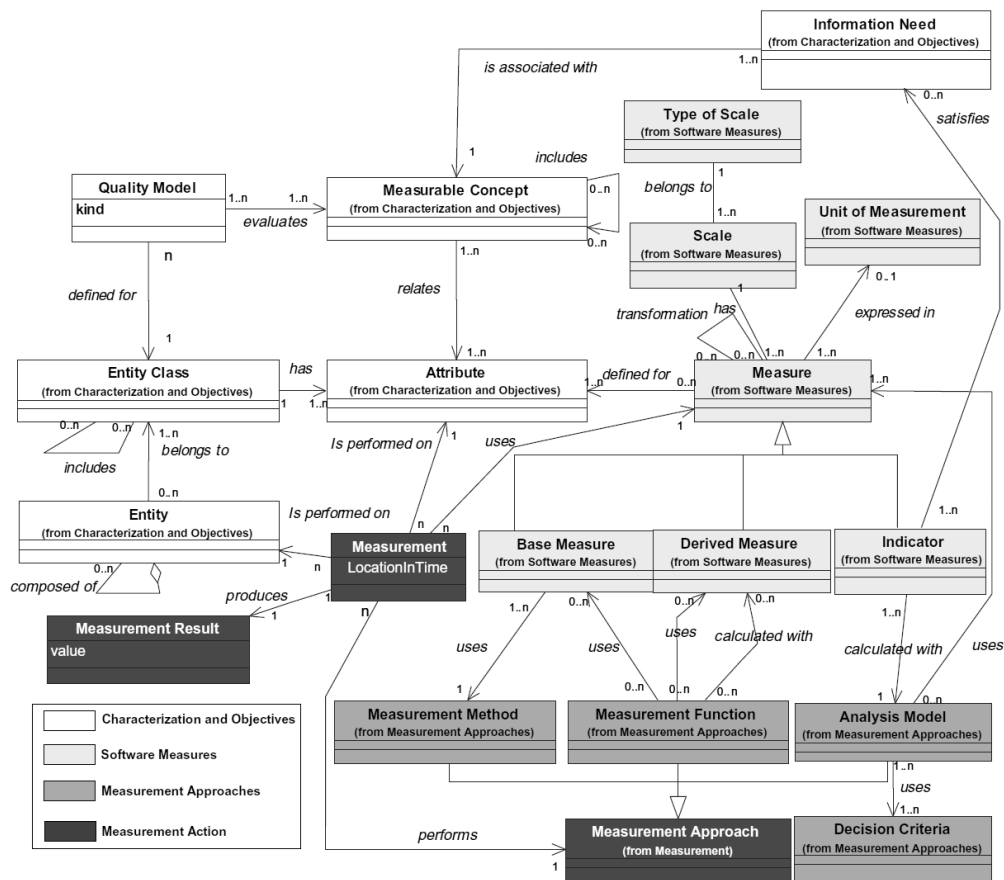 Information Need
(from Characterization and Objectives)
1..n
0..n
is associated with
satisfies
Type of Scale
(from Software Measures)
1
includes
1
belongs to
Quality Model
kind
1..n
1..n
evaluates
Measurable Concept
(from Characterization and Objectives)
0..n
0..n
1..n
1..n
Scale
(from Software Measures)
Unit of Measurement
(from Software Measures)
n
0..1
defined for
relates
1
transformation
has
expressed in
1
1..n
0..n
0..n
1..n
1..n
Entity Class
(from Characterization and Objectives)
has
1
1..n
Attribute
(from Characterization and Objectives)
1..n
defined for
0..n
Measure
(from Software Measures)
1..n
0..n
0..n
includes
1..n
belongs to
Is performed on
1
uses
1
0..n
Entity
(from Characterization and Objectives)
Is performed on
n
n
1..n
0..n
composed of
1
n
Measurement
LocationInTime
Base Measure
(from Software Measures)
Derived Measure
(from Software Measures)
Indicator
(from Software Measures)
produces
1
1
n
Measurement Result
value
1..n
0..n
0..n
0..n
1..n
uses
uses
uses
calculated with
calculated with
uses
1
0..n
0..n
0..n
1
0..n
Measurement Method
(from Measurement Approaches)
Measurement Function
(from Measurement Approaches)
Analysis Model
(from Measurement Approaches)
Characterization and Objectives
Software Measures
Measurement Approaches
Measurement Action
1..n
uses
1..n
performs
1
Measurement Approach
(from Measurement)
Decision Criteria
(from Measurement Approaches)